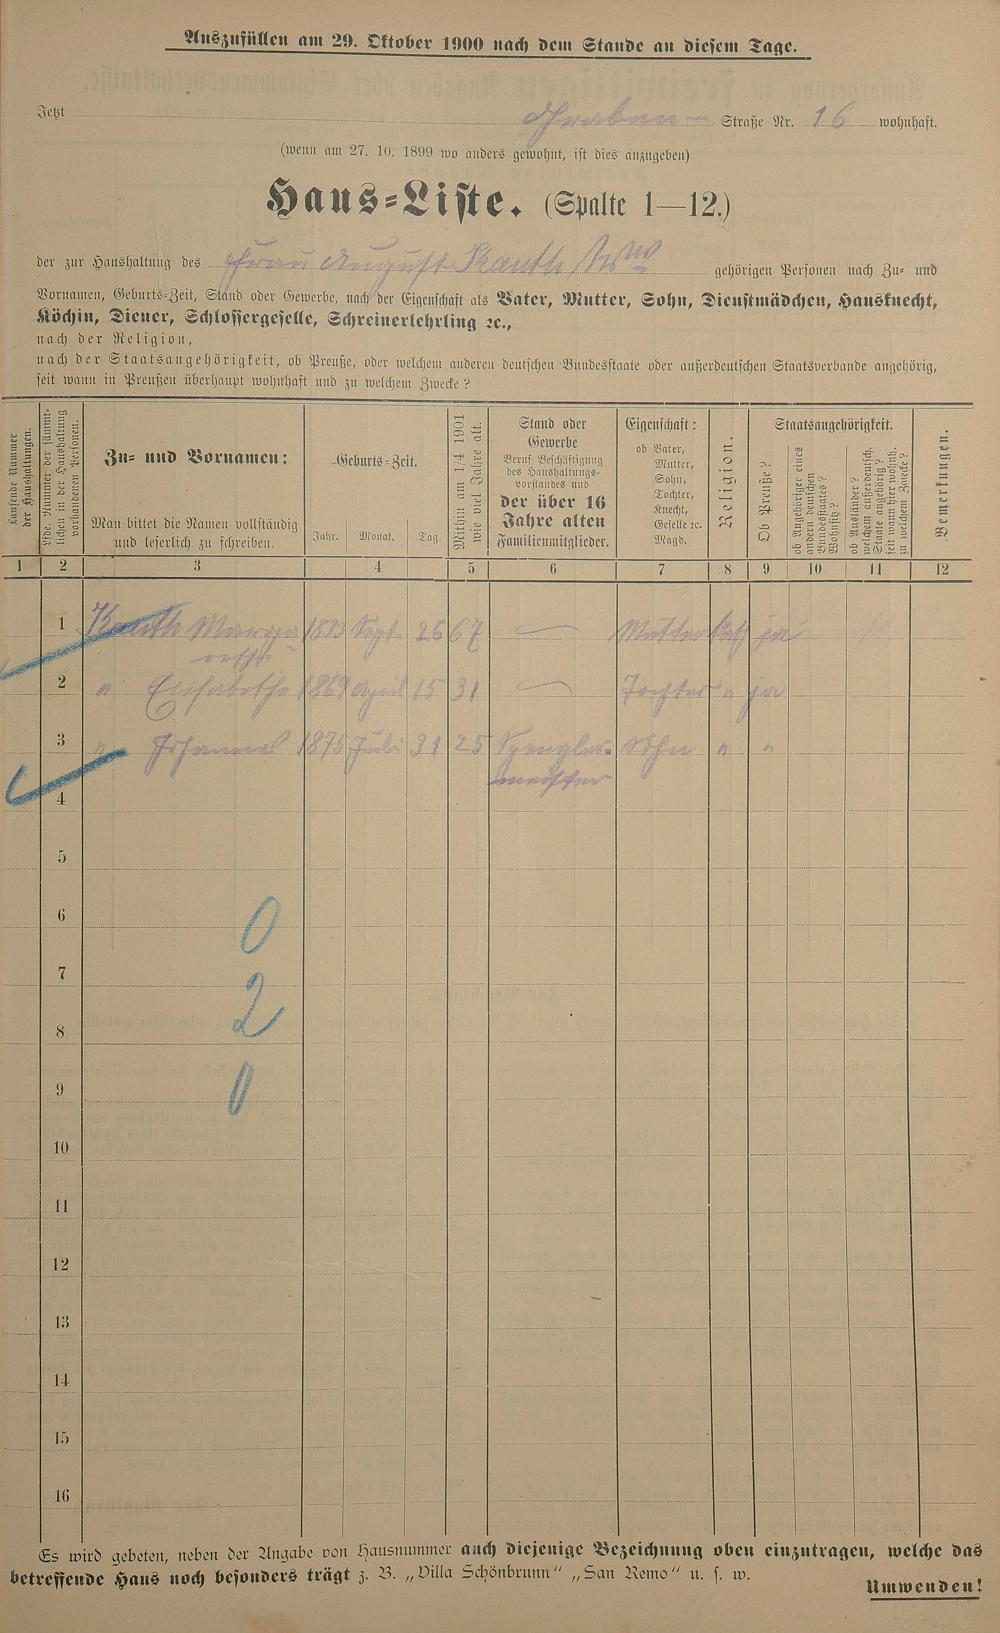 Auszufüllen am 29. Oktober 1900 nach dem Stande an diesem Tage.
Jetzt Graben- Straße Nr. 16 wohnhaft.
(wenn am 27. 10. 1899 wo anders gewohnt, ist dies anzugeben)
Haus-Liste. (Spalte 1—12.)
der zur Haushaltung des Frau August Kauth Wwe gehörigen Personen nach Zu- und
Vornamen, Geburts-Zeit, Stand oder Gewerbe, nach der Eigenschaft als Vater, Mutter, Sohn, Dienstmädchen, Hausknecht,
Köchin, Diener, Schlossergeselle, Schreinerlehrling ꝛc.,
nach der Religion,
nach der Staatsangehörigkeit, ob Preuße, oder welchem anderen deutschen Bundesstaate oder außerdeutschen Staatsverbande angehörig,
seit wann in Preußen überhaupt wohnhaft und zu welchem Zwecke?
Laufende Nummer der Haushaltungen.
Lfde. Nummer der sämmtlichen in der Haushaltung vorhandenen Personen.
Zu- und Vornamen:
Man bittet die Namen vollständig
und leserlich zu schreiben.
Geburts-Zeit.
Jahr. Monat. Tag.
Mithin am 1/4 1901 wie viel Jahre alt.
Stand oder
Gewerbe
Beruf Beschäftigung
des Haushaltungs-
vorstandes und
der über 16
Jahre alten
Familienmitglieder.
Eigenschaft:
ob Vater,
Mutter,
Sohn,
Tochter,
Knecht,
Geselle ꝛc.
Magd.
Religion.
Staatsangehörigkeit.
Ob Preuße?
ob Angehöriger eines
andern deutschen
Bundesstaates?
Wohnsitz?
ob Ausländer?
welchem außerdeutsch.
Staate angehörig?
seit wann hier wohnh.
zu welchem Zwecke?
Bemerkungen.
1 2 3 4 5 6 7 8 9 10 11 12
1 Kauth Marga 1833 Sept. 26 67 — Mutter kath ja
rethe
2 " Elisabethe 1869 April 15 31 — Tochter " ja
3 " Johannes 1875 Juli 31 25 Spengler- Sohn " "
meister
4
5
6
0
7
2
8
9
0
10
11
12
13
14
15
16
Es wird gebeten, neben der Angabe von Hausnummer auch diejenige Bezeichnung oben einzutragen, welche das
betreffende Haus noch besonders trägt z. B. „Villa Schönbrunn“ „San Remo“ u. s. w.
Umwenden!